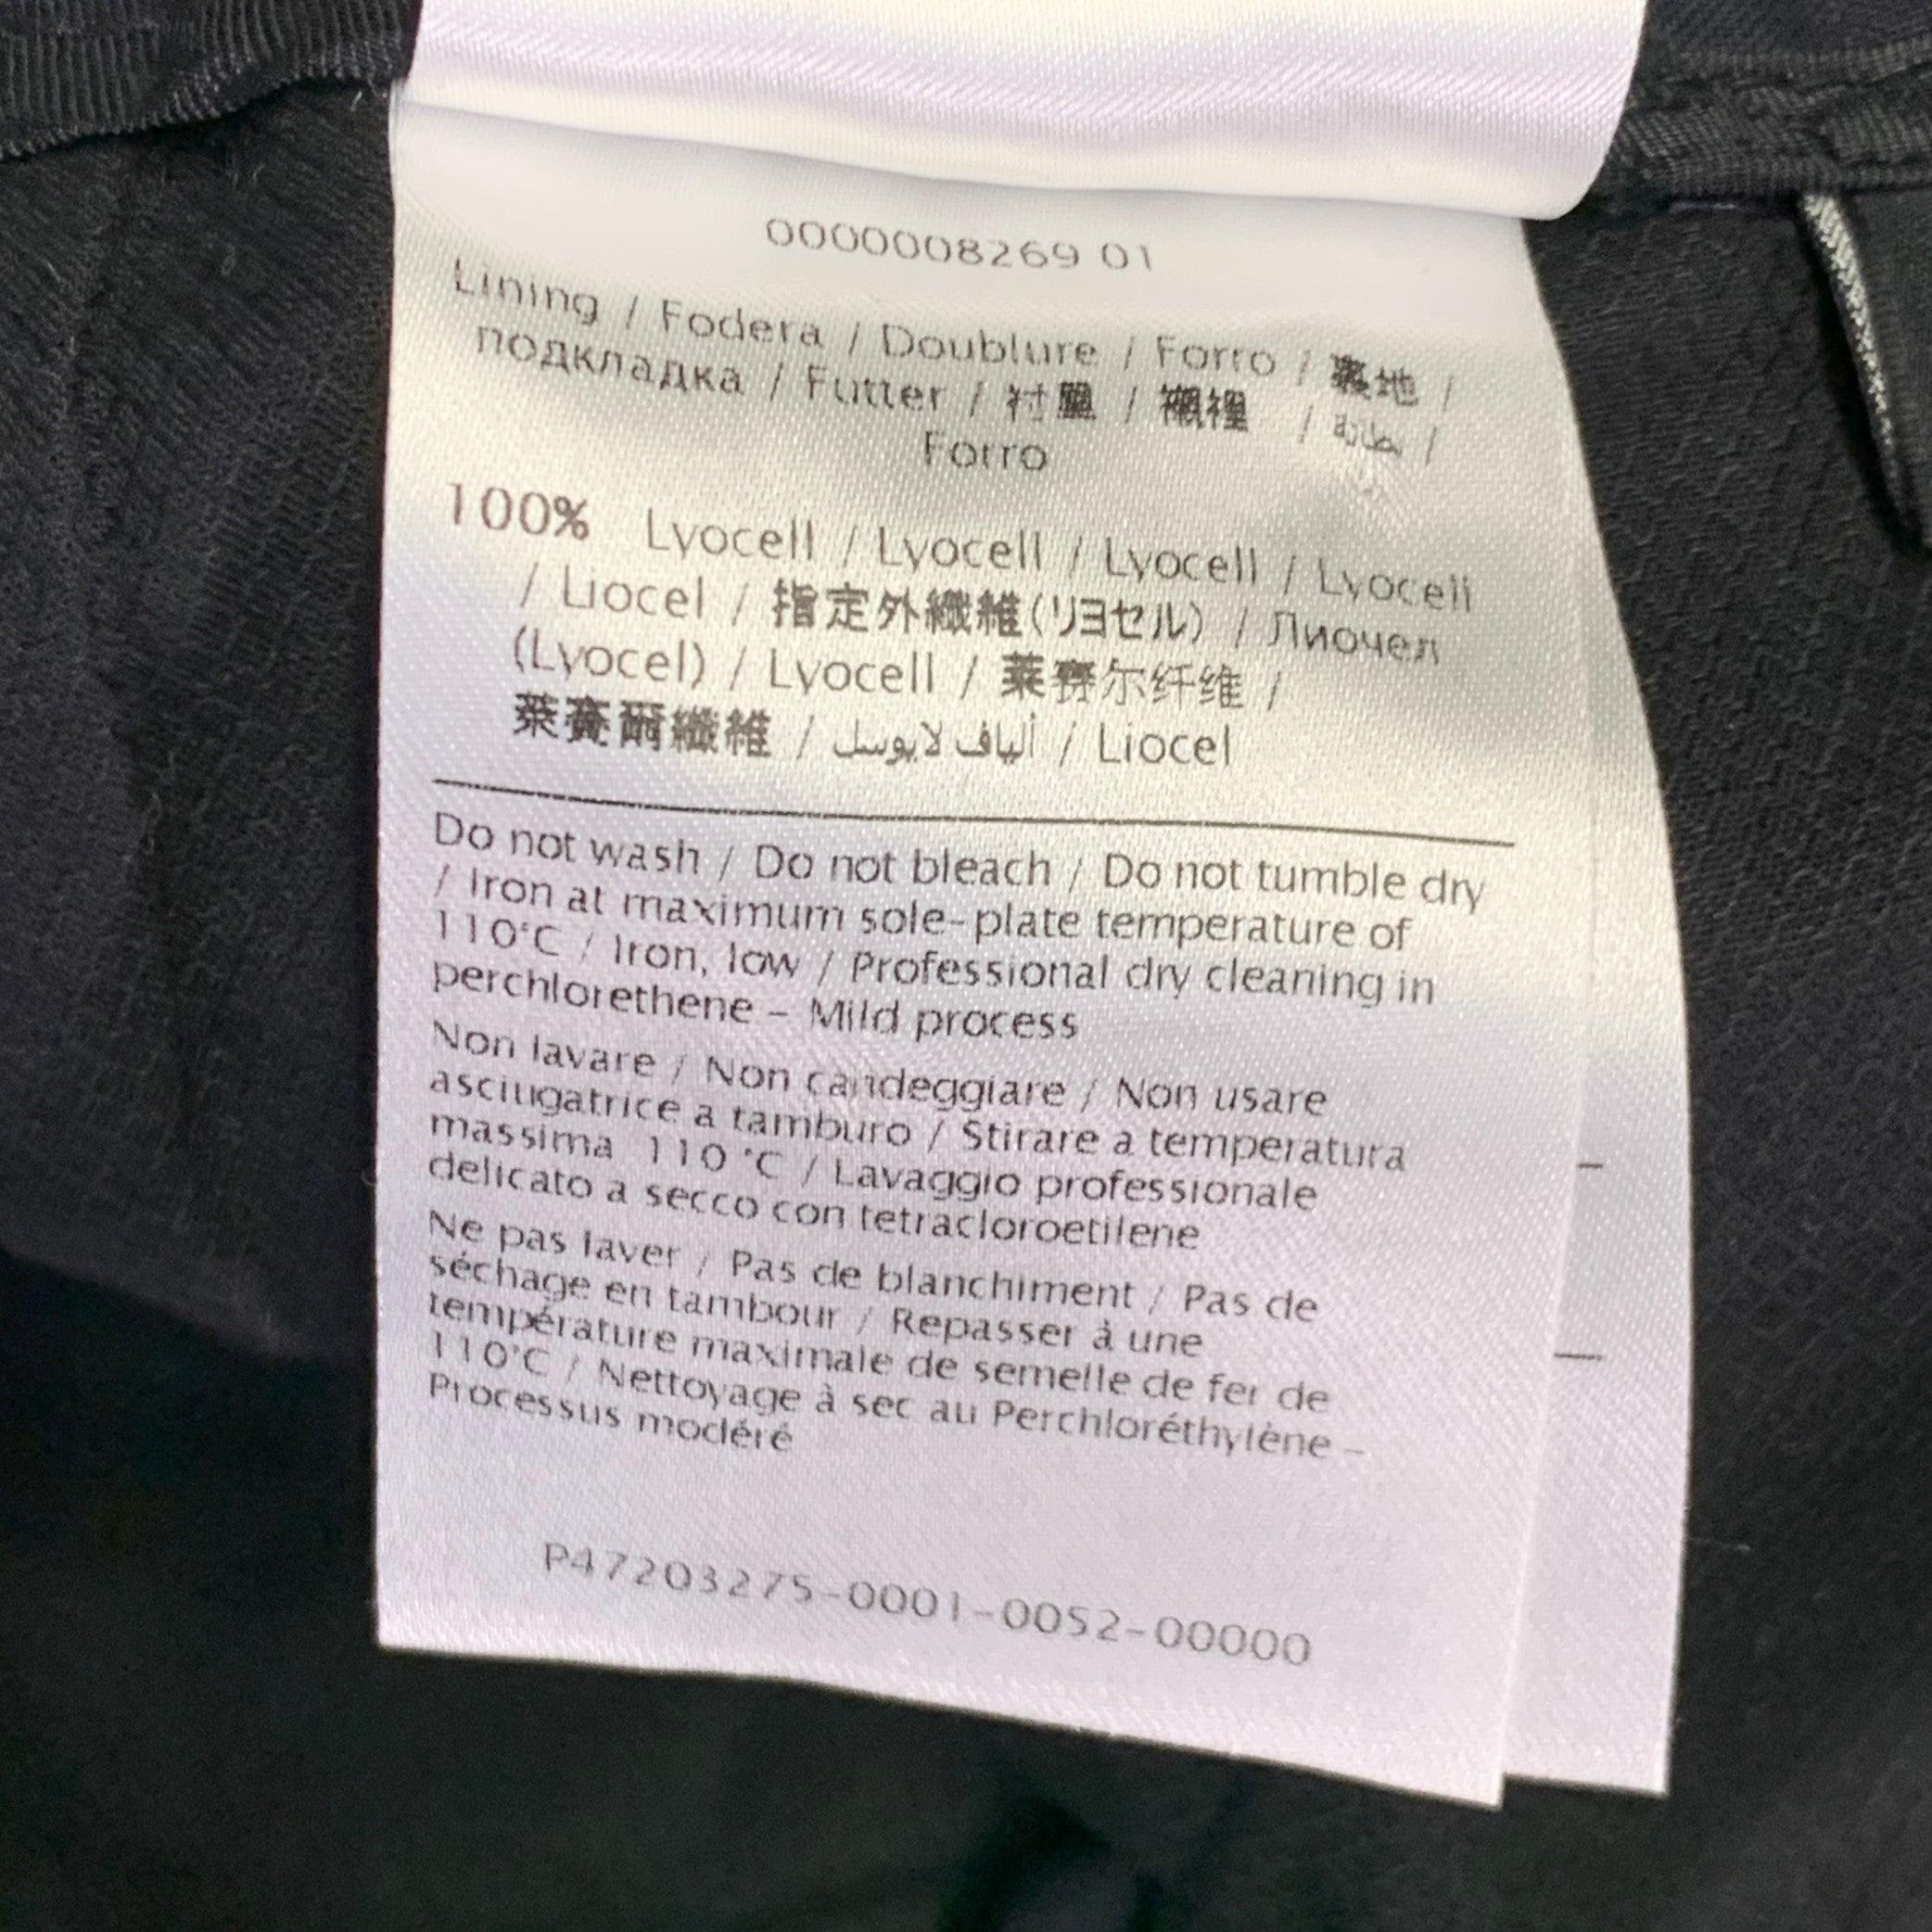 0000008269 01
Lining / Fodera / Doublure / Forro / 裏地 /
подкладка / Futter / 衬里 / 襯裡 / بطانة /
Forro
100% Lyocell / Lyocell / Lyocell / Lyocell
/ Liocel / 指定外繊維(リヨセル) / Лиочел
(Lyocel) / Lyocell / 莱赛尔纤维 /
萊賽爾纖維 / ألياف لايوسل / Liocel
Do not wash / Do not bleach / Do not tumble dry
/ Iron at maximum sole-plate temperature of
110°C / Iron, low / Professional dry cleaning in
perchlorethene – Mild process
Non lavare / Non candeggiare / Non usare
asciugatrice a tamburo / Stirare a temperatura
massima 110 °C / Lavaggio professionale
delicato a secco con tetracloroetilene
Ne pas laver / Pas de blanchiment / Pas de
séchage en tambour / Repasser à une
température maximale de semelle de fer de
110°C / Nettoyage à sec au Perchloréthylène –
Processus modéré
P47203275-0001-0052-00000